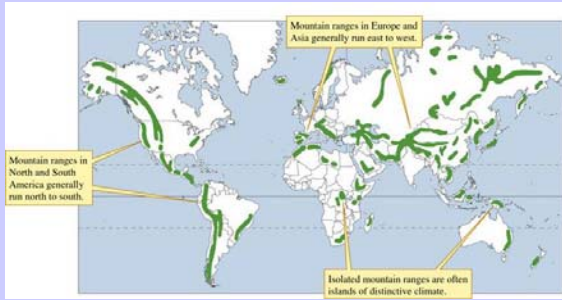 Mountain ranges in Europe and
Asia generally run east to west.
Mountain ranges in
North and South
America generally
run north to south.
Isolated mountain ranges are often
islands of distinctive climate.